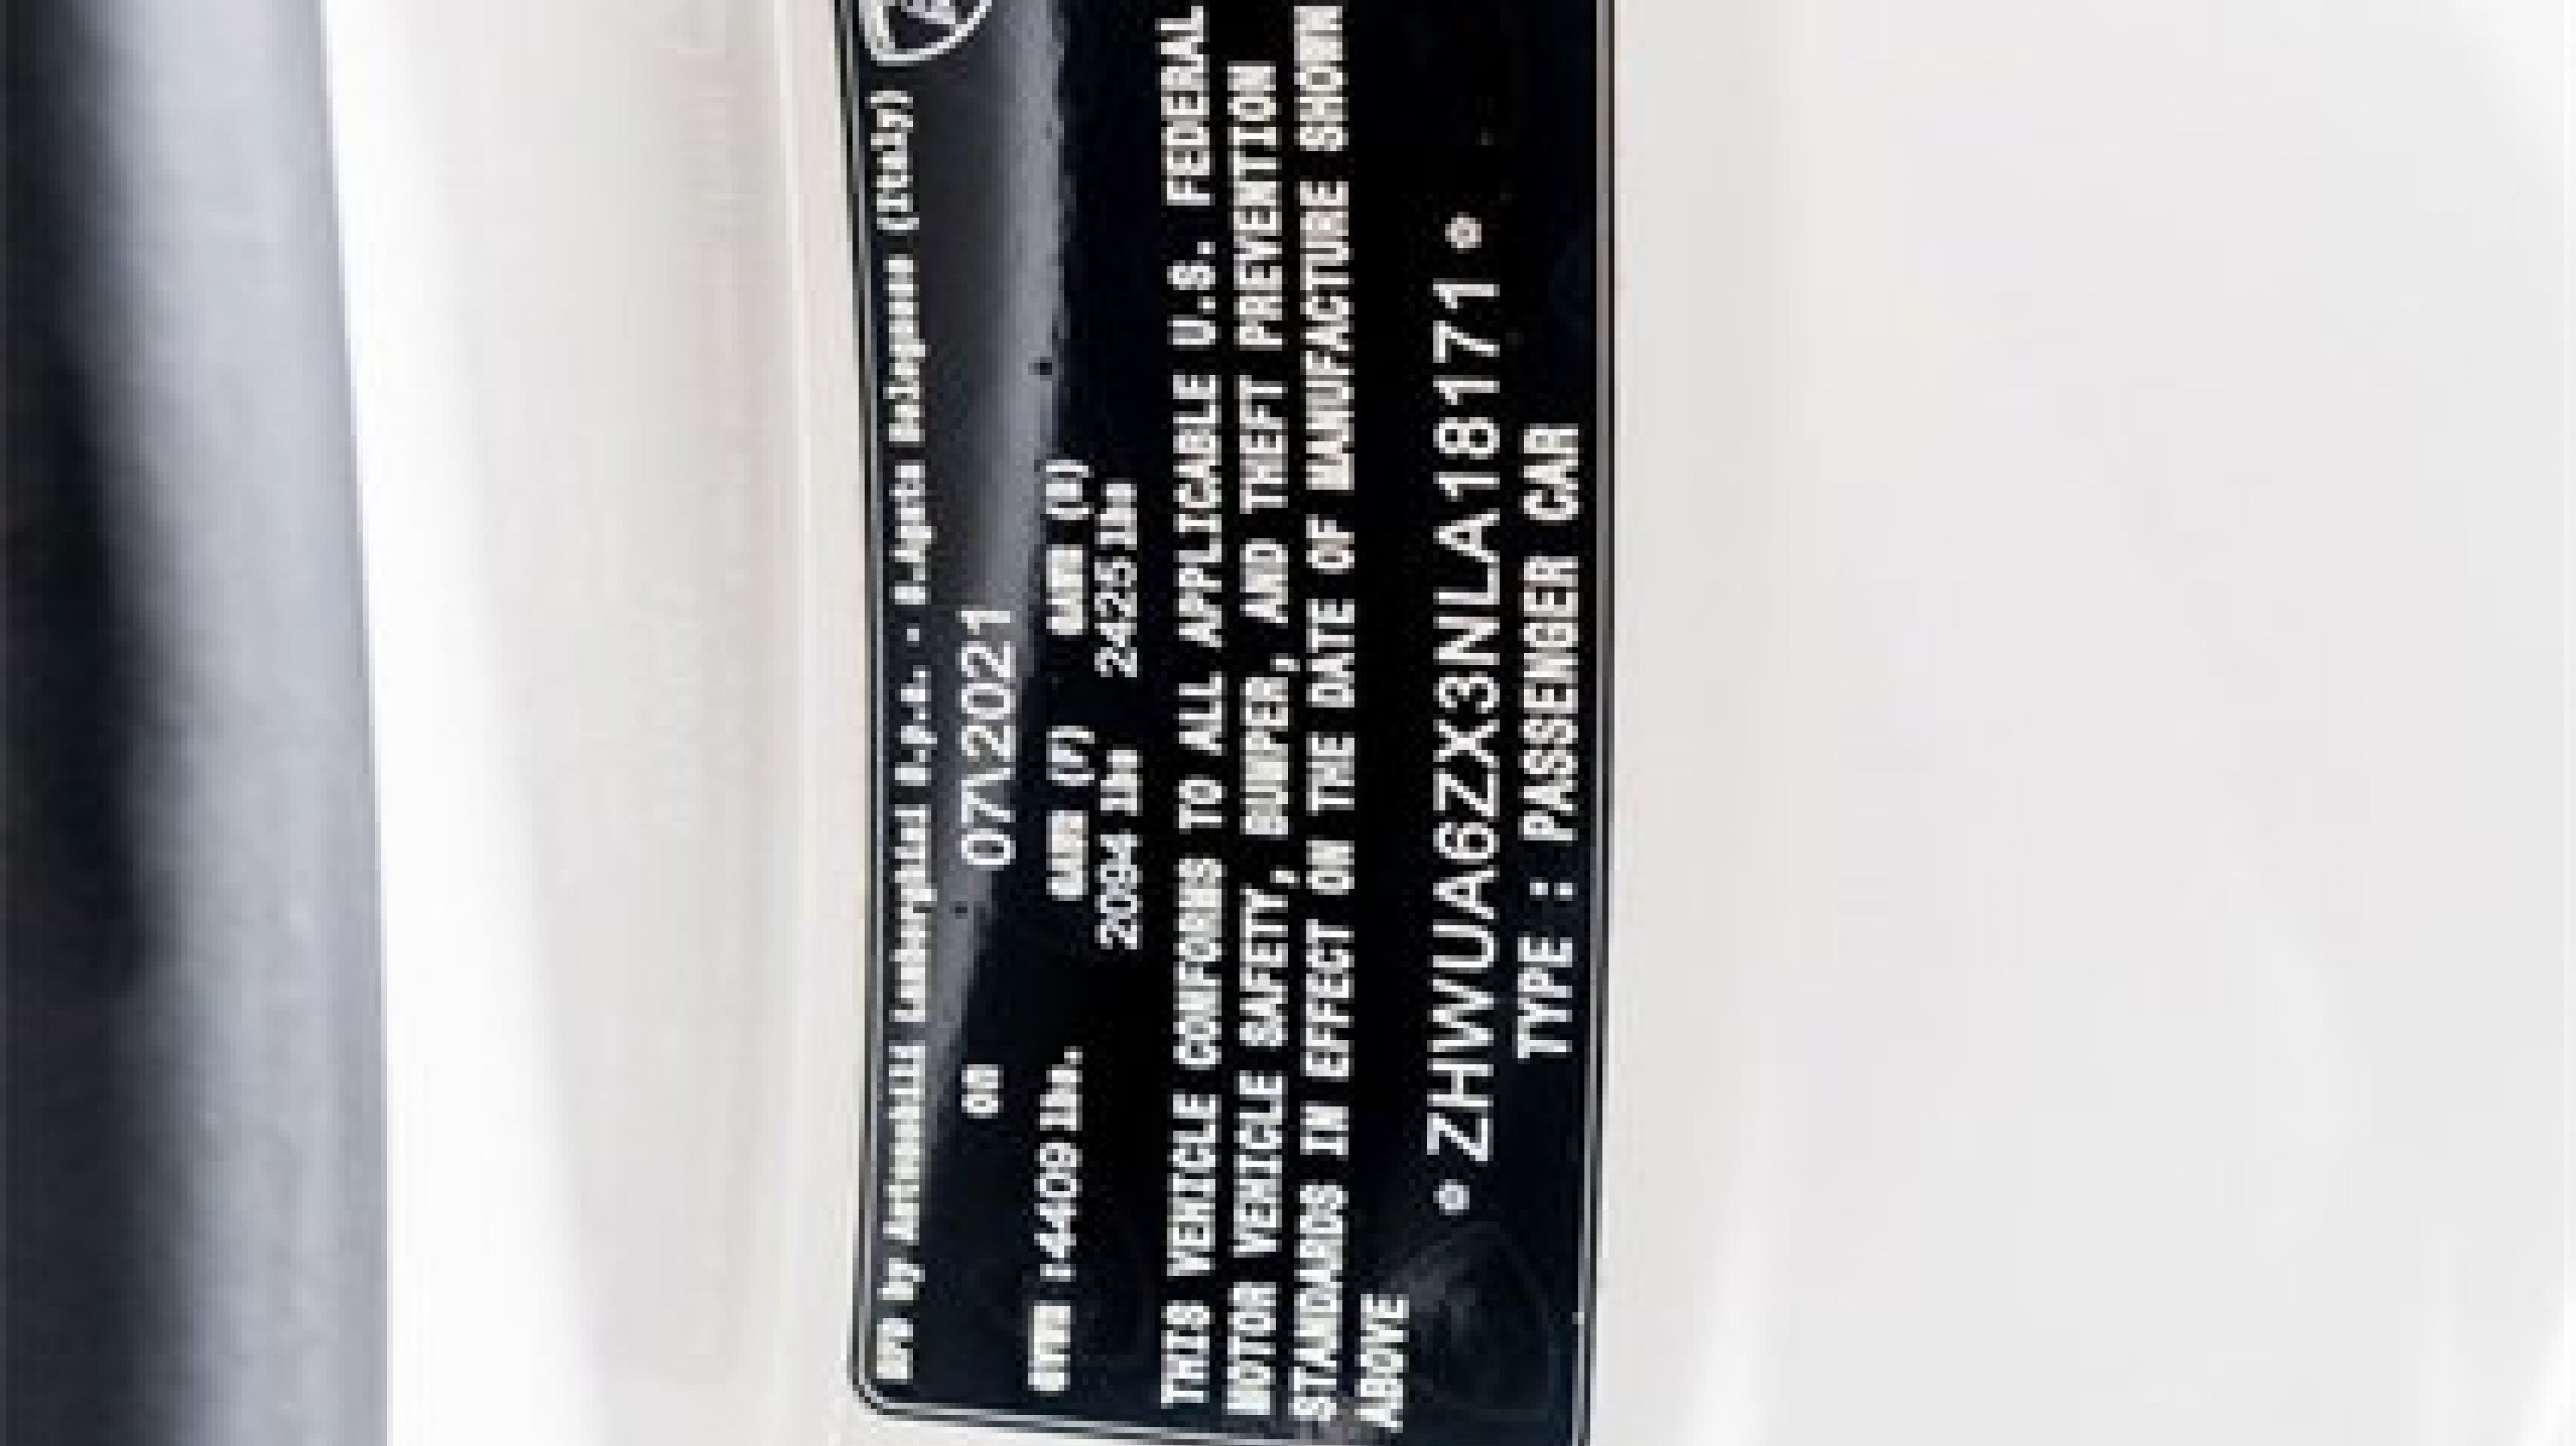 MFD by Automobili Lamborghini S.p.A. - S.Agata Bolognese (Italy)
ON 07\2021
GVWR :4409 lbs. GAWR (F) GAWR (R)
2094 lbs 2425 lbs
THIS VEHICLE CONFORMS TO ALL APPLICABLE U.S. FEDERAL
MOTOR VEHICLE SAFETY, BUMPER, AND THEFT PREVENTION
STANDARDS IN EFFECT ON THE DATE OF MANUFACTURE SHOWN
ABOVE
ZHWUA6ZX3NLA18171
TYPE : PASSENGER CAR